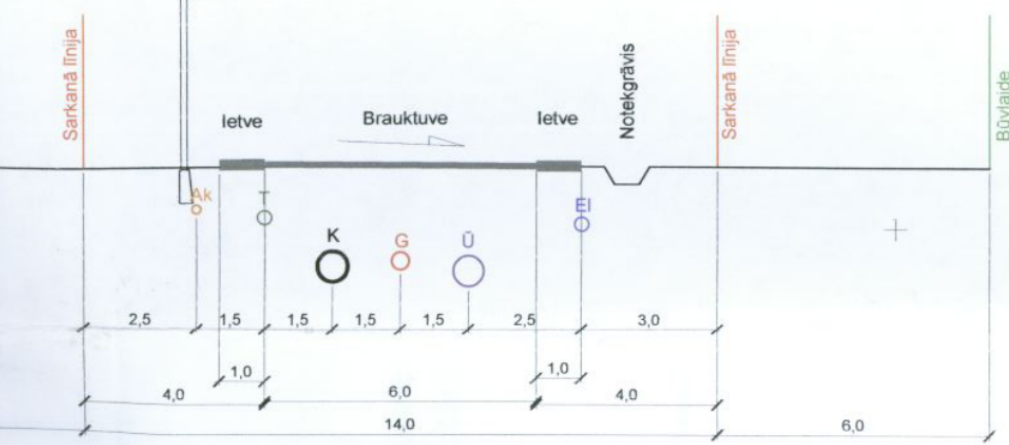 Sarkanā līnija
Ietve
Brauktuve
Ietve
Notekgrāvis
Sarkanā līnija
Būvlaide
Ak
T
K
G
Ū
El
2,5
1,5
1,5
1,5
1,5
2,5
3,0
1,0
1,0
4,0
6,0
4,0
14,0
6,0